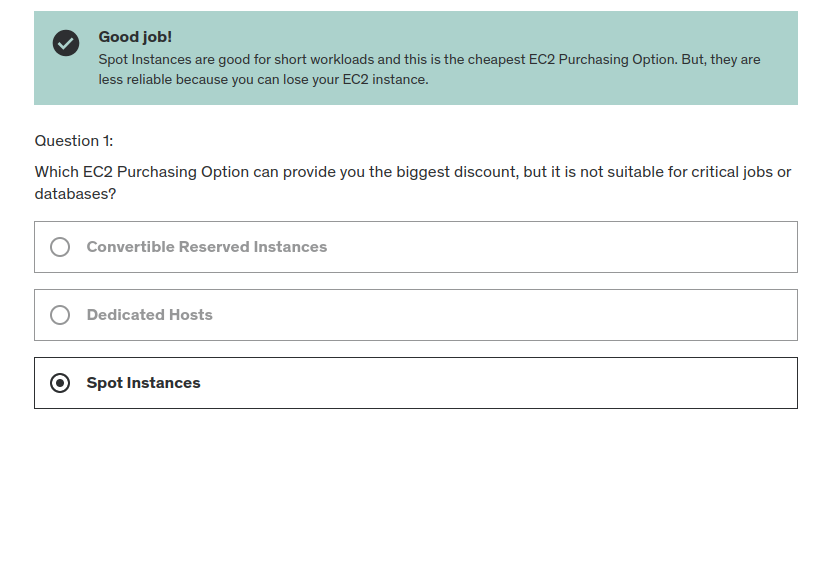 Good job!
Spot Instances are good for short workloads and this is the cheapest EC2 Purchasing Option. But, they are
less reliable because you can lose your EC2 instance.
Question 1:
Which EC2 Purchasing Option can provide you the biggest discount, but it is not suitable for critical jobs or
databases?
Convertible Reserved Instances
Dedicated Hosts
Spot Instances